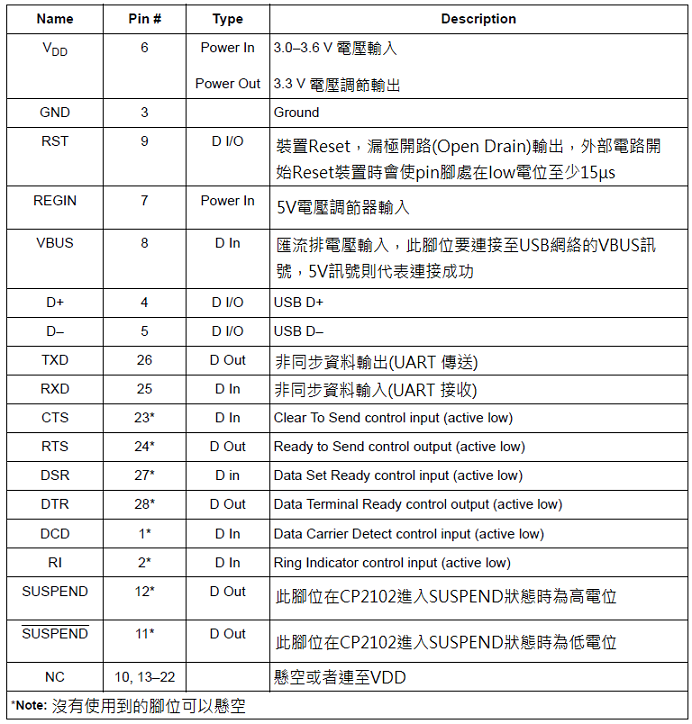 Name Pin # Type Description
VDD 6 Power In 3.0–3.6 V 電壓輸入
Power Out 3.3 V 電壓調節輸出
GND 3 Ground
RST 9 D I/O 裝置Reset，漏極開路(Open Drain)輸出，外部電路開
始Reset裝置時會使pin腳處在low電位至少15μs
REGIN 7 Power In 5V電壓調節器輸入
VBUS 8 D In 匯流排電壓輸入，此腳位要連接至USB網絡的VBUS訊
號，5V訊號則代表連接成功
D+ 4 D I/O USB D+
D– 5 D I/O USB D–
TXD 26 D Out 非同步資料輸出(UART 傳送)
RXD 25 D In 非同步資料輸入(UART 接收)
CTS 23* D In Clear To Send control input (active low)
RTS 24* D Out Ready to Send control output (active low)
DSR 27* D in Data Set Ready control input (active low)
DTR 28* D Out Data Terminal Ready control output (active low)
DCD 1* D In Data Carrier Detect control input (active low)
RI 2* D In Ring Indicator control input (active low)
SUSPEND 12* D Out 此腳位在CP2102進入SUSPEND狀態時為高電位
SUSPEND 11* D Out 此腳位在CP2102進入SUSPEND狀態時為低電位
NC 10, 13–22 懸空或者連至VDD
*Note: 沒有使用到的腳位可以懸空